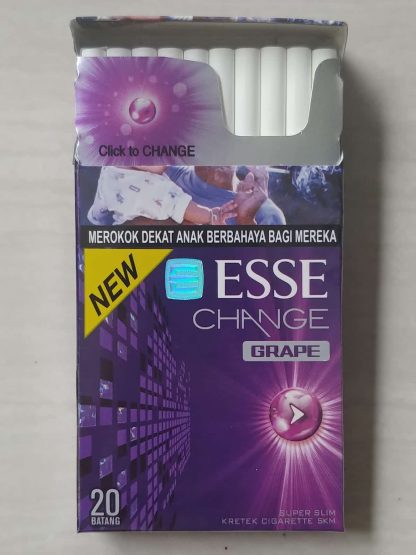 Click to CHANGE
MEROKOK DEKAT ANAK BERBAHAYA BAGI MEREKA
NEW
ESSE
CHANGE
GRAPE
20
BATANG
SUPER SLIM
KRETEK CIGARETTE SKM